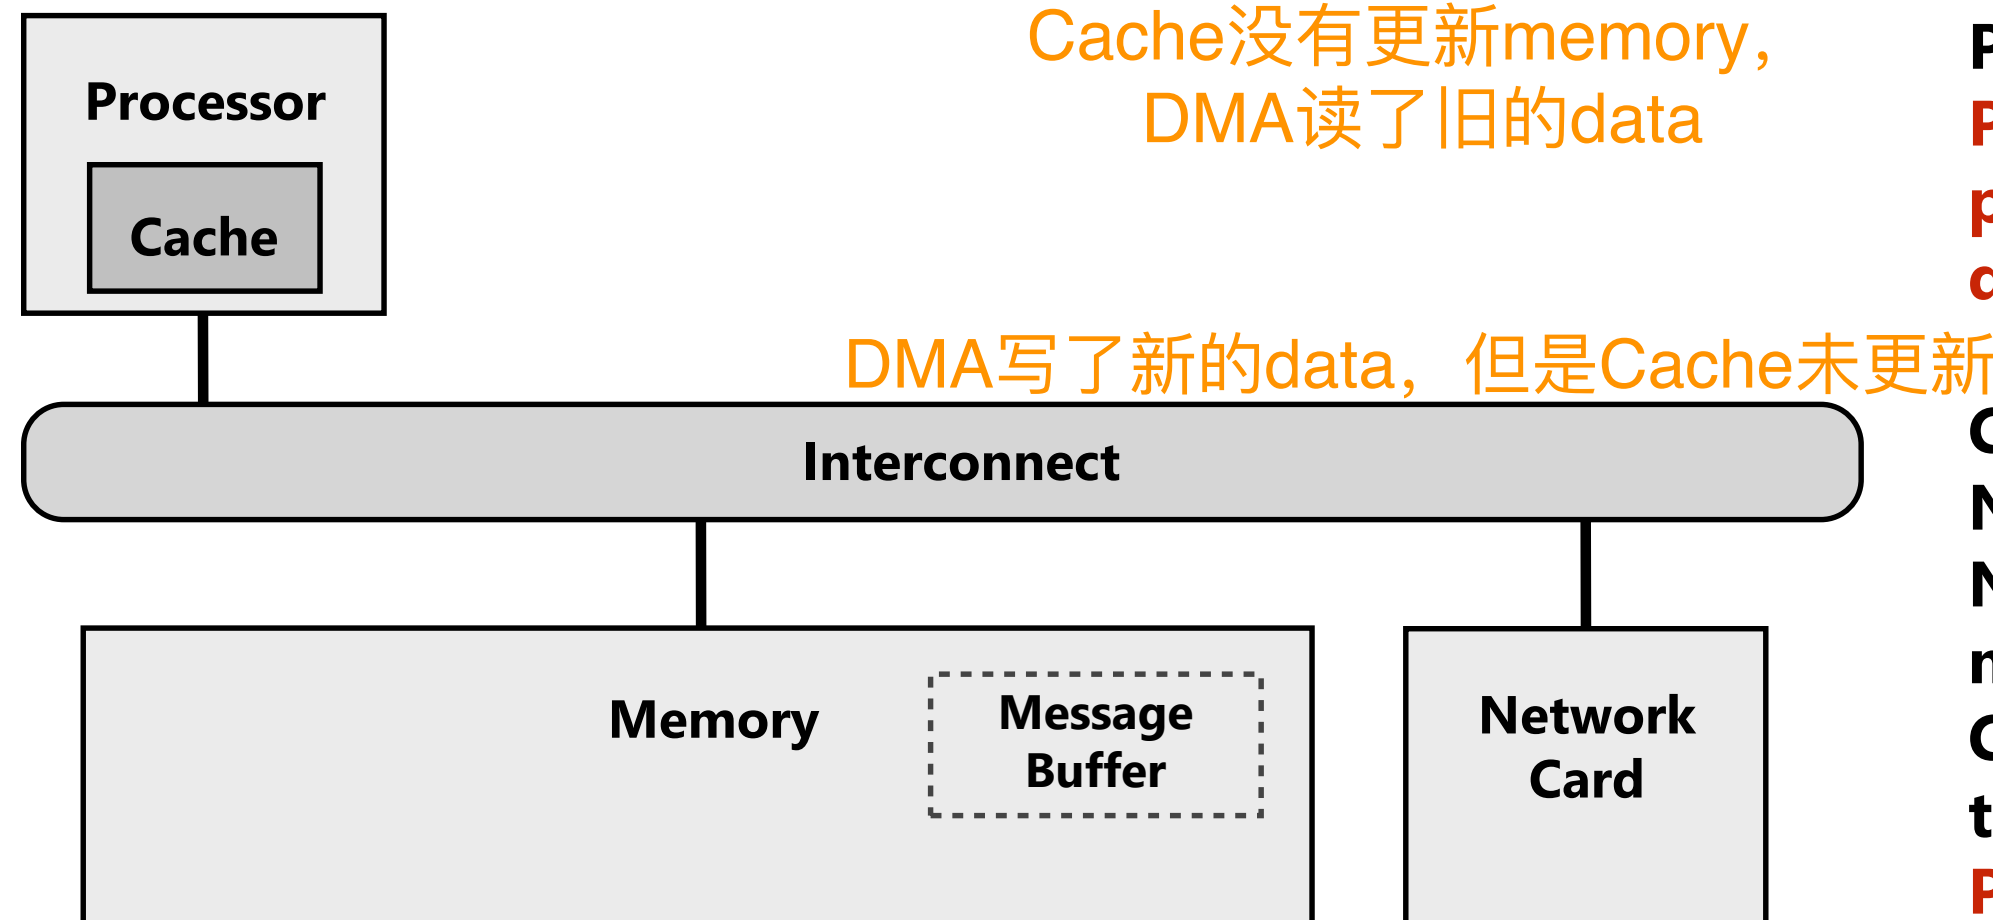 Cache没有更新memory，
DMA读了旧的data
Processor
Cache
DMA写了新的data，但是Cache未更新
Interconnect
Memory
Message
Buffer
Network
Card